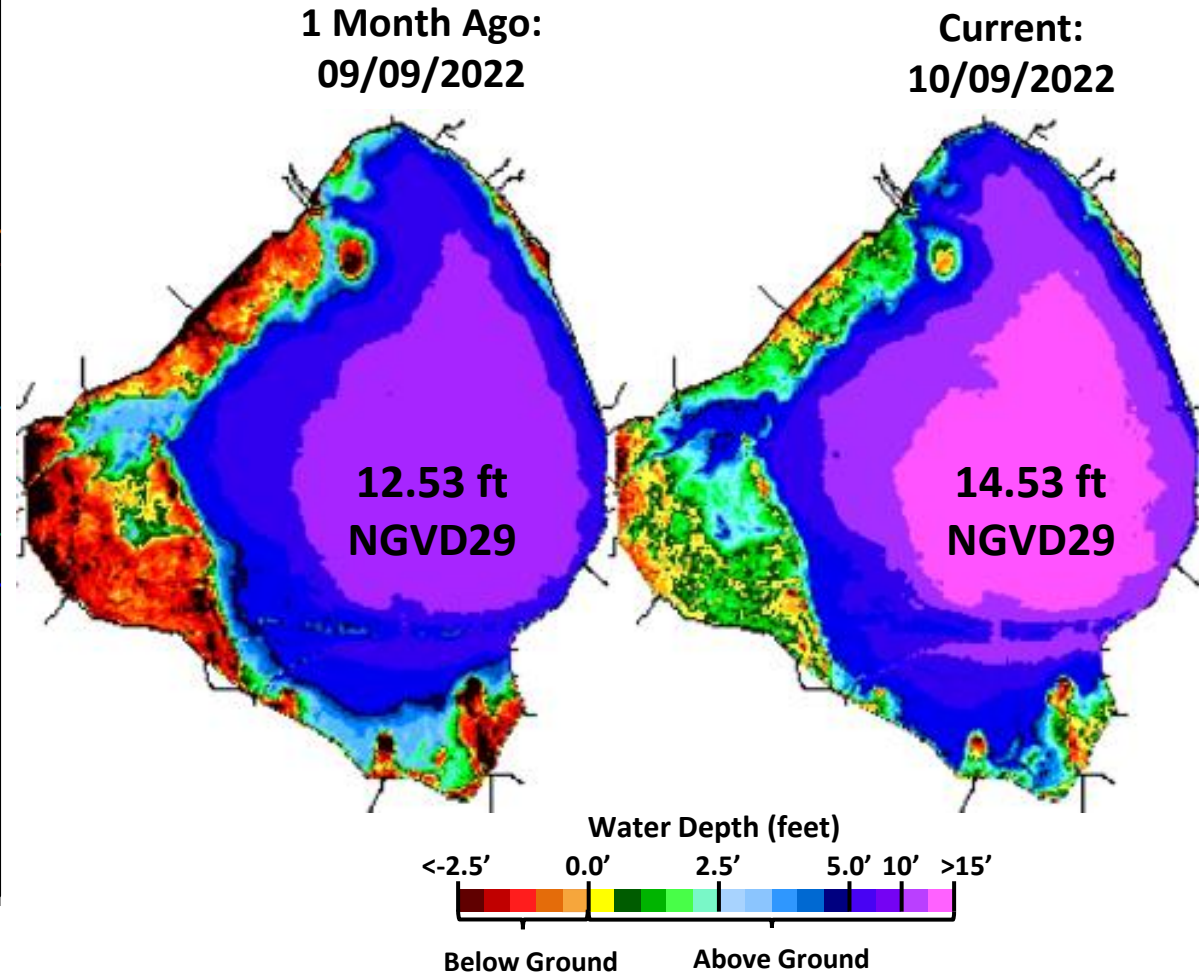 1 Month Ago:
09/09/2022
Current:
10/09/2022
12.53 ft
NGVD29
14.53 ft
NGVD29
Water Depth (feet)
<-2.5’ 0.0’ 2.5’ 5.0’ 10’ >15’
Below Ground Above Ground